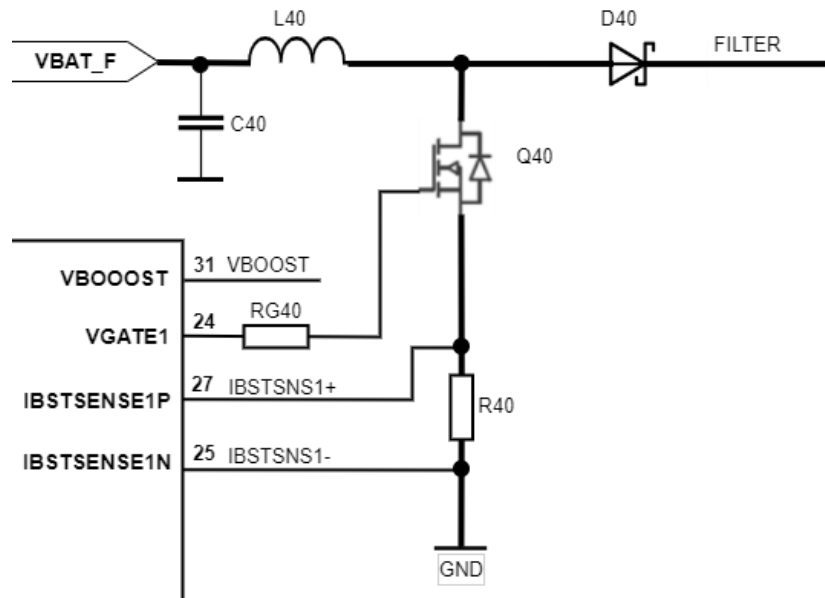 L40
D40
VBAT_F
FILTER
C40
Q40
31 VBOOST
VBOOOST
RG40
24
VGATE1
27 IBSTSNS1+
IBSTSENSE1P
R40
25 IBSTSNS1-
IBSTSENSE1N
GND